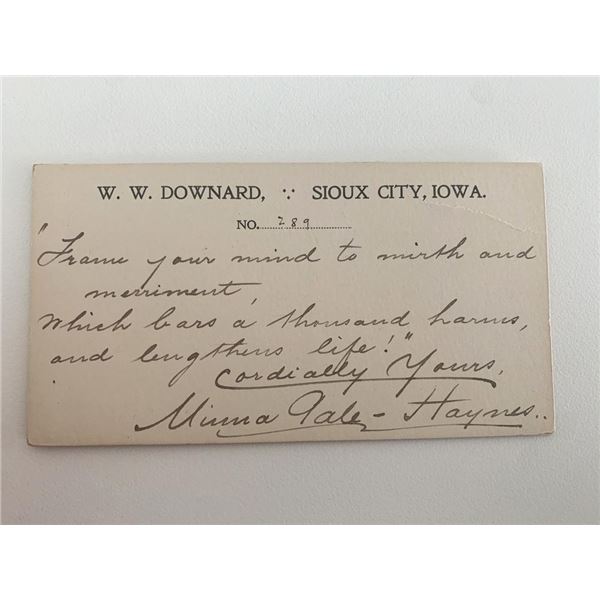 W. W. DOWNARD, ∵ SIOUX CITY, IOWA.
NO. 289
"Frame your mind to mirth and
merriment,
which bars a thousand harms,
and lengthens life!"
Cordially Yours,
Minna Gale-Haynes..